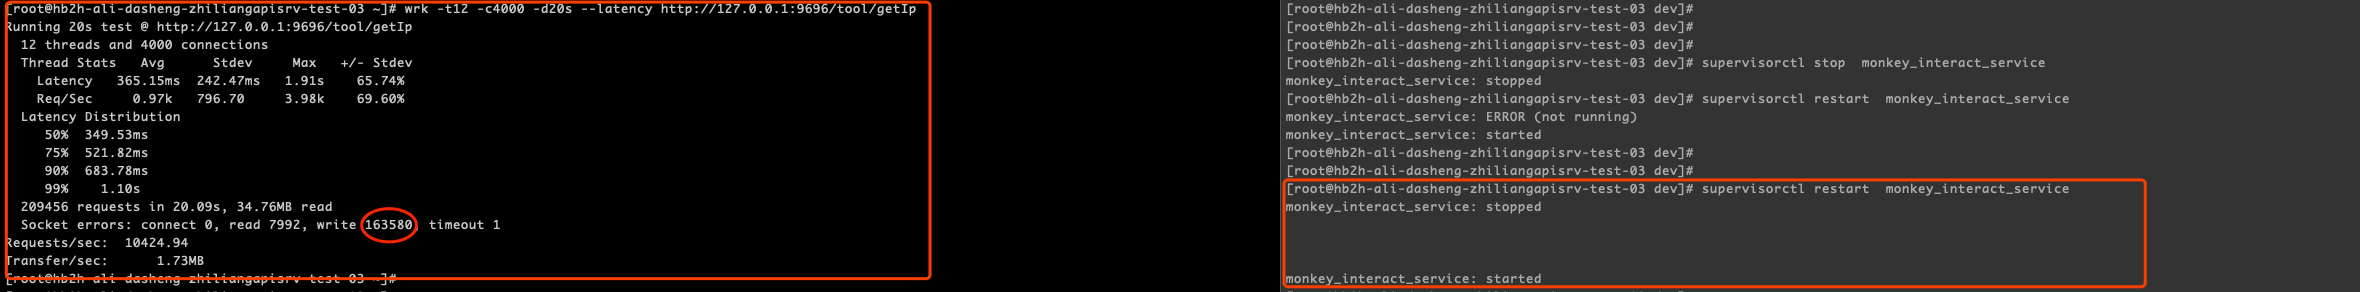 [root@hb2h-ali-dasheng-zhiliangapisrv-test-03 ~]# wrk -t12 -c4000 -d20s --latency http://127.0.0.1:9696/tool/getIp
Running 20s test @ http://127.0.0.1:9696/tool/getIp
12 threads and 4000 connections
Thread Stats   Avg      Stdev     Max   +/- Stdev
Latency   365.15ms  242.47ms   1.91s    65.74%
Req/Sec     0.97k   796.70     3.98k    69.60%
Latency Distribution
50%  349.53ms
75%  521.82ms
90%  683.78ms
99%    1.10s
209456 requests in 20.09s, 34.76MB read
Socket errors: connect 0, read 7992, write 163580, timeout 1
Requests/sec:  10424.94
Transfer/sec:      1.73MB
[root@hb2h-ali-dasheng-zhiliangapisrv-test-03 ~]#
[root@hb2h-ali-dasheng-zhiliangapisrv-test-03 dev]#
[root@hb2h-ali-dasheng-zhiliangapisrv-test-03 dev]#
[root@hb2h-ali-dasheng-zhiliangapisrv-test-03 dev]#
[root@hb2h-ali-dasheng-zhiliangapisrv-test-03 dev]# supervisorctl stop  monkey_interact_service
monkey_interact_service: stopped
[root@hb2h-ali-dasheng-zhiliangapisrv-test-03 dev]# supervisorctl restart  monkey_interact_service
monkey_interact_service: ERROR (not running)
monkey_interact_service: started
[root@hb2h-ali-dasheng-zhiliangapisrv-test-03 dev]#
[root@hb2h-ali-dasheng-zhiliangapisrv-test-03 dev]#
[root@hb2h-ali-dasheng-zhiliangapisrv-test-03 dev]# supervisorctl restart  monkey_interact_service
monkey_interact_service: stopped
monkey_interact_service: started